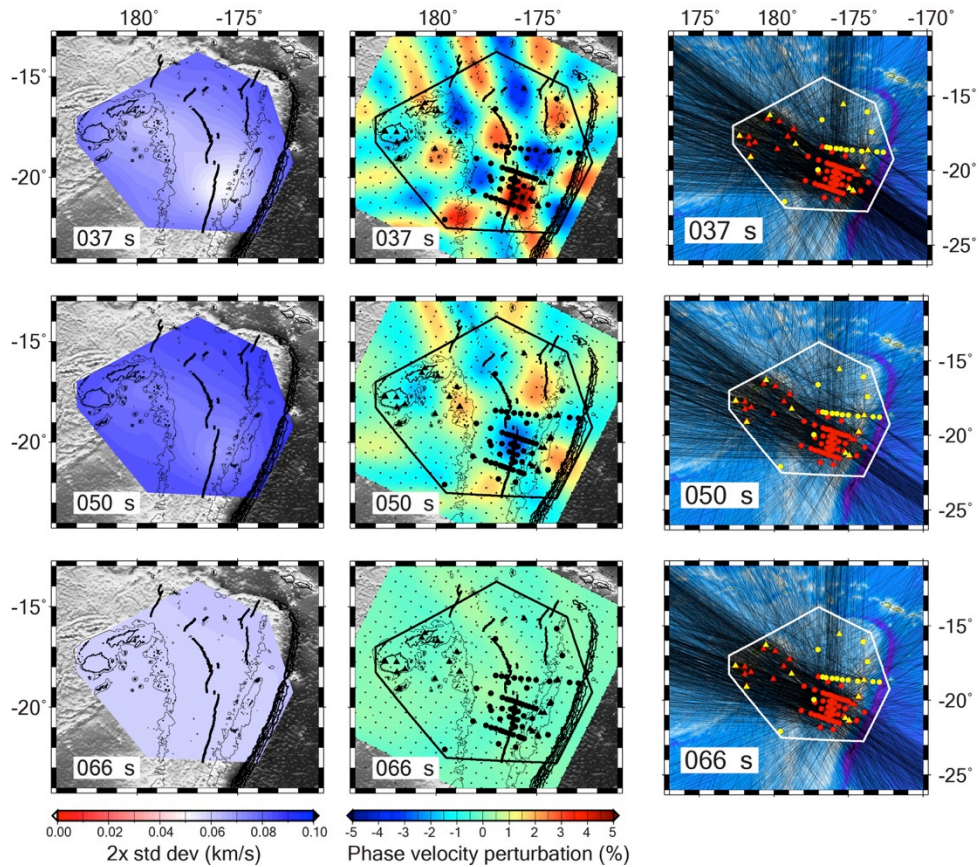 180° -175° 180° -175° 175° 180° -175° -170°
-15° -20° 037 s 037 s 037 s -15° -20° -25°
-15° -20° 050 s 050 s 050 s -15° -20° -25°
-15° -20° 066 s 066 s 066 s -15° -20° -25°
0.00 0.02 0.04 0.06 0.08 0.10 -5 -4 -3 -2 -1 0 1 2 3 4 5
2x std dev (km/s) Phase velocity perturbation (%)